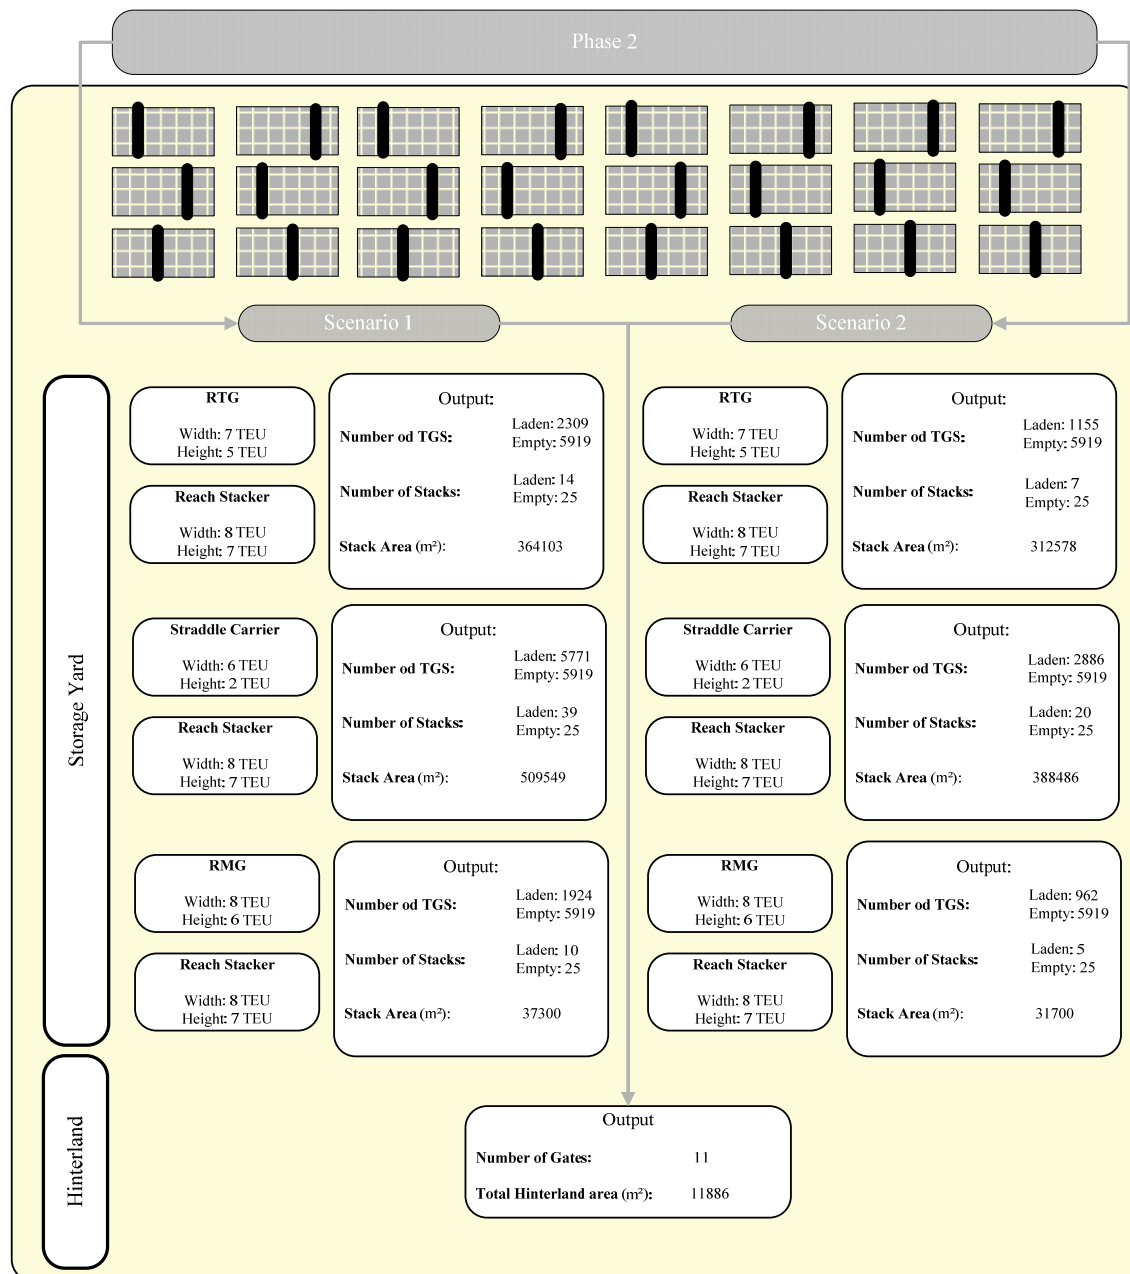 Phase 2
Scenario 1
Scenario 2
Storage Yard
RTG
Width: 7 TEU
Height: 5 TEU
Reach Stacker
Width: 8 TEU
Height: 7 TEU
Output:
Number od TGS:
Laden: 2309
Empty: 5919
Number of Stacks:
Laden: 14
Empty: 25
Stack Area (m²):
364103
RTG
Width: 7 TEU
Height: 5 TEU
Reach Stacker
Width: 8 TEU
Height: 7 TEU
Output:
Number od TGS:
Laden: 1155
Empty: 5919
Number of Stacks:
Laden: 7
Empty: 25
Stack Area (m²):
312578
Straddle Carrier
Width: 6 TEU
Height: 2 TEU
Reach Stacker
Width: 8 TEU
Height: 7 TEU
Output:
Number od TGS:
Laden: 5771
Empty: 5919
Number of Stacks:
Laden: 39
Empty: 25
Stack Area (m²):
509549
Straddle Carrier
Width: 6 TEU
Height: 2 TEU
Reach Stacker
Width: 8 TEU
Height: 7 TEU
Output:
Number od TGS:
Laden: 2886
Empty: 5919
Number of Stacks:
Laden: 20
Empty: 25
Stack Area (m²):
388486
RMG
Width: 8 TEU
Height: 6 TEU
Reach Stacker
Width: 8 TEU
Height: 7 TEU
Output:
Number od TGS:
Laden: 1924
Empty: 5919
Number of Stacks:
Laden: 10
Empty: 25
Stack Area (m²):
37300
RMG
Width: 8 TEU
Height: 6 TEU
Reach Stacker
Width: 8 TEU
Height: 7 TEU
Output:
Number od TGS:
Laden: 962
Empty: 5919
Number of Stacks:
Laden: 5
Empty: 25
Stack Area (m²):
31700
Hinterland
Output
Number of Gates:
11
Total Hinterland area (m²):
11886